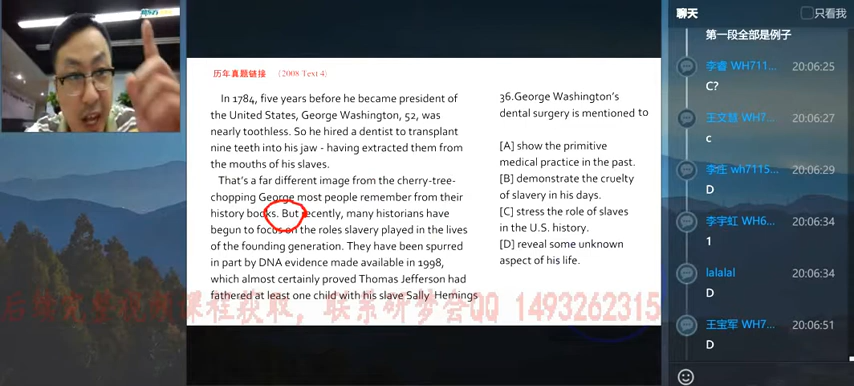 历年真题链接 (2008 Text 4)
In 1784, five years before he became president of
the United States, George Washington, 52, was
nearly toothless. So he hired a dentist to transplant
nine teeth into his jaw - having extracted them from
the mouths of his slaves.
That's a far different image from the cherry-tree-
chopping George most people remember from their
history books. But recently, many historians have
begun to focus on the roles slavery played in the lives
of the founding generation. They have been spurred
in part by DNA evidence made available in 1998,
which almost certainly proved Thomas Jefferson had
fathered at least one child with his slave Sally Hemings
36.George Washington's
dental surgery is mentioned to
[A] show the primitive
medical practice in the past.
[B] demonstrate the cruelty
of slavery in his days.
[C] stress the role of slaves
in the U.S. history.
[D] reveal some unknown
aspect of his life.
聊天
只看我
第一段全部是例子
李睿 WH711... 20:06:25
C?
王文慧 WH7... 20:06:27
c
李任 wh7115... 20:06:29
D
李宇虹 WH6... 20:06:34
1
lalalal 20:06:34
D
王宝军 WH7... 20:06:51
D
课程获取，联系研梦会QQ 1493262315